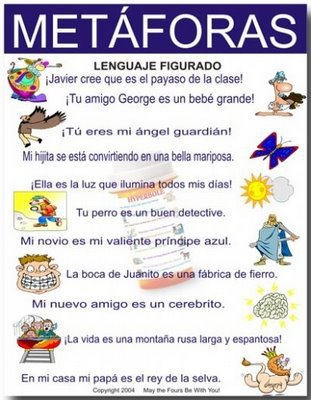 METÁFORAS
LENGUAJE FIGURADO
¡Javier cree que es el payaso de la clase!
¡Tu amigo George es un bebé grande!
¡Tú eres mi ángel guardián!
Mi hijita se está convirtiendo en una bella mariposa.
¡Ella es la luz que ilumina todos mis días!
HYPERBOLE
Tu perro es un buen detective.
Mi novio es mi valiente príncipe azul.
La boca de Juanito es una fábrica de fierro.
Mi nuevo amigo es un cerebrito.
¡La vida es una montaña rusa larga y espantosa!
En mi casa mi papá es el rey de la selva.
Copyright 2004 May the Fours Be With You!